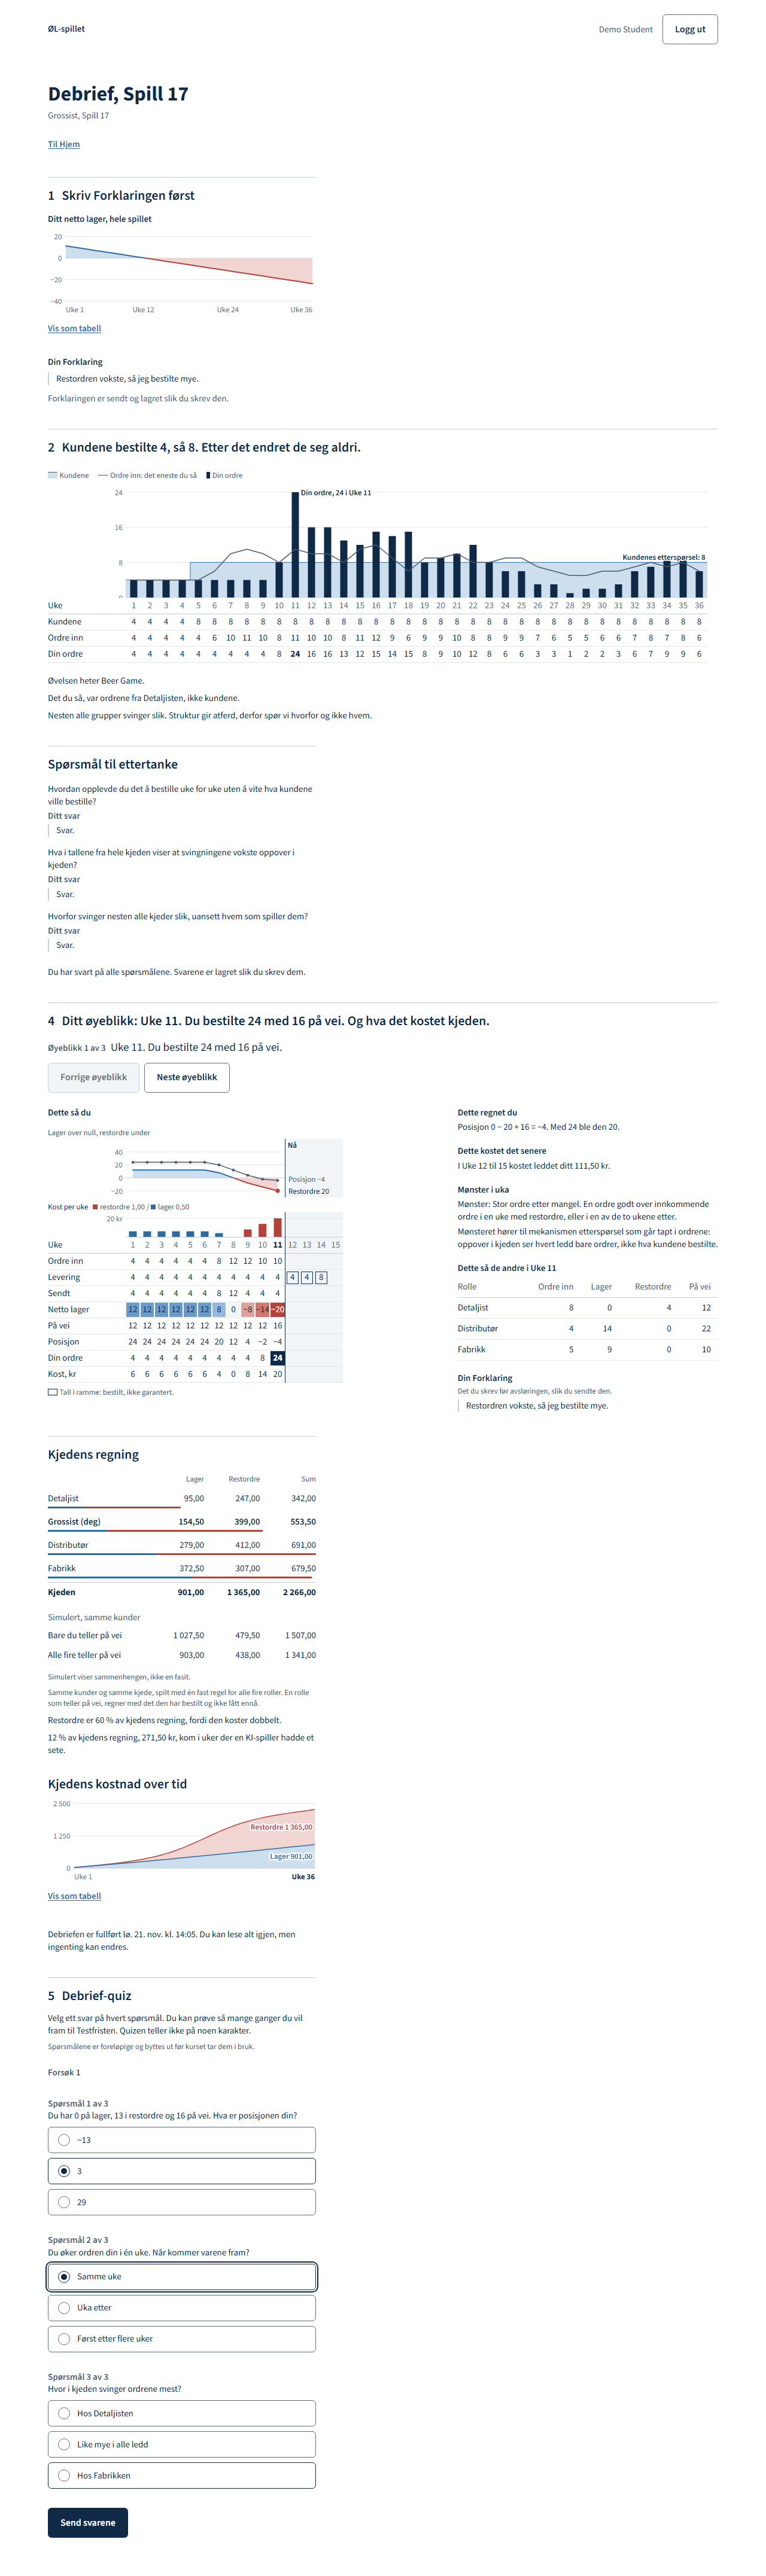 ØL-spillet
Demo Student
Logg ut
Debrief, Spill 17
Grossist, Spill 17
Til Hjem
1 Skriv Forklaringen først
Ditt netto lager, hele spillet
20
0
−20
−40
Uke 1 Uke 12 Uke 24 Uke 36
Vis som tabell
Din Forklaring
Restordren vokste, så jeg bestilte mye.
Forklaringen er sendt og lagret slik du skrev den.
2 Kundene bestilte 4, så 8. Etter det endret de seg aldri.
Kundene Ordre inn: det eneste du så Din ordre
24
Din ordre, 24 i Uke 11
16
Kundenes etterspørsel: 8
8
0
Uke 1 2 3 4 5 6 7 8 9 10 11 12 13 14 15 16 17 18 19 20 21 22 23 24 25 26 27 28 29 30 31 32 33 34 35 36
Kundene 4 4 4 4 8 8 8 8 8 8 8 8 8 8 8 8 8 8 8 8 8 8 8 8 8 8 8 8 8 8 8 8 8 8 8 8
Ordre inn 4 4 4 4 4 6 10 11 10 8 11 10 10 8 11 12 9 6 9 9 10 8 8 9 9 7 6 5 5 6 6 7 8 7 8 6
Din ordre 4 4 4 4 4 4 4 4 4 8 24 16 16 13 12 15 14 15 8 9 10 12 8 6 6 3 3 1 2 2 3 6 7 9 9 6
Øvelsen heter Beer Game.
Det du så, var ordrene fra Detaljisten, ikke kundene.
Nesten alle grupper svinger slik. Struktur gir atferd, derfor spør vi hvorfor og ikke hvem.
Spørsmål til ettertanke
Hvordan opplevde du det å bestille uke for uke uten å vite hva kundene
ville bestille?
Ditt svar
Svar.
Hva i tallene fra hele kjeden viser at svingningene vokste oppover i
kjeden?
Ditt svar
Svar.
Hvorfor svinger nesten alle kjeder slik, uansett hvem som spiller dem?
Ditt svar
Svar.
Du har svart på alle spørsmålene. Svarene er lagret slik du skrev dem.
4 Ditt øyeblikk: Uke 11. Du bestilte 24 med 16 på vei. Og hva det kostet kjeden.
Øyeblikk 1 av 3 Uke 11. Du bestilte 24 med 16 på vei.
Forrige øyeblikk
Neste øyeblikk
Dette så du
Lager over null, restordre under
Nå
40
20
0
−20
Posisjon −4
Restordre 20
Kost per uke restordre 1,00 / lager 0,50
20 kr
Uke 1 2 3 4 5 6 7 8 9 10 11 12 13 14 15
Ordre inn 4 4 4 4 4 4 8 12 12 10 10
Levering 4 4 4 4 4 4 4 4 4 4 4 4 4 8
Sendt 4 4 4 4 4 4 8 12 4 4 4
Netto lager 12 12 12 12 12 12 8 0 −8 −14 −20
På vei 12 12 12 12 12 12 12 12 12 12 16
Posisjon 24 24 24 24 24 24 20 12 4 −2 −4
Din ordre 4 4 4 4 4 4 4 4 4 8 24
Kost, kr 6 6 6 6 6 6 4 0 8 14 20
Tall i ramme: bestilt, ikke garantert.
Dette regnet du
Posisjon 0 − 20 + 16 = −4. Med 24 ble den 20.
Dette kostet det senere
I Uke 12 til 15 kostet leddet ditt 111,50 kr.
Mønster i uka
Mønster: Stor ordre etter mangel. En ordre godt over innkommende
ordre i en uke med restordre, eller i en av de to ukene etter.
Mønsteret hører til mekanismen etterspørsel som går tapt i ordrene:
oppover i kjeden ser hvert ledd bare ordrer, ikke hva kundene bestilte.
Dette så de andre i Uke 11
Rolle Ordre inn Lager Restordre På vei
Detaljist 8 0 4 12
Distributør 4 14 0 22
Fabrikk 5 9 0 10
Din Forklaring
Det du skrev før avsløringen, slik du sendte den.
Restordren vokste, så jeg bestilte mye.
Kjedens regning
Lager Restordre Sum
Detaljist 95,00 247,00 342,00
Grossist (deg) 154,50 399,00 553,50
Distributør 279,00 412,00 691,00
Fabrikk 372,50 307,00 679,50
Kjeden 901,00 1 365,00 2 266,00
Simulert, samme kunder
Bare du teller på vei 1 027,50 479,50 1 507,00
Alle fire teller på vei 903,00 438,00 1 341,00
Simulert viser sammenhengen, ikke en fasit.
Samme kunder og samme kjede, spilt med én fast regel for alle fire roller. En rolle
som teller på vei, regner med det den har bestilt og ikke fått ennå.
Restordre er 60 % av kjedens regning, fordi den koster dobbelt.
12 % av kjedens regning, 271,50 kr, kom i uker der en KI-spiller hadde et
sete.
Kjedens kostnad over tid
2 500
Restordre 1 365,00
1 250
Lager 901,00
0
Uke 1 Uke 36
Vis som tabell
Debriefen er fullført lø. 21. nov. kl. 14:05. Du kan lese alt igjen, men
ingenting kan endres.
5 Debrief-quiz
Velg ett svar på hvert spørsmål. Du kan prøve så mange ganger du vil
fram til Testfristen. Quizen teller ikke på noen karakter.
Spørsmålene er foreløpige og byttes ut før kurset tar dem i bruk.
Forsøk 1
Spørsmål 1 av 3
Du har 0 på lager, 13 i restordre og 16 på vei. Hva er posisjonen din?
−13
3
29
Spørsmål 2 av 3
Du øker ordren din i én uke. Når kommer varene fram?
Samme uke
Uka etter
Først etter flere uker
Spørsmål 3 av 3
Hvor i kjeden svinger ordrene mest?
Hos Detaljisten
Like mye i alle ledd
Hos Fabrikken
Send svarene